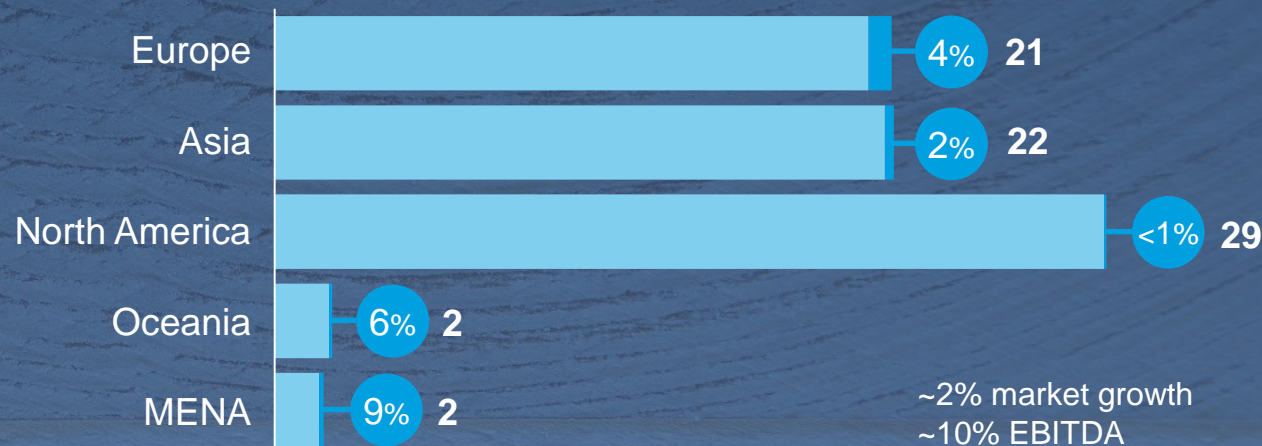 Europe 4% 21
Asia 2% 22
North America <1% 29
Oceania 6% 2
MENA 9% 2
~2% market growth
~10% EBITDA